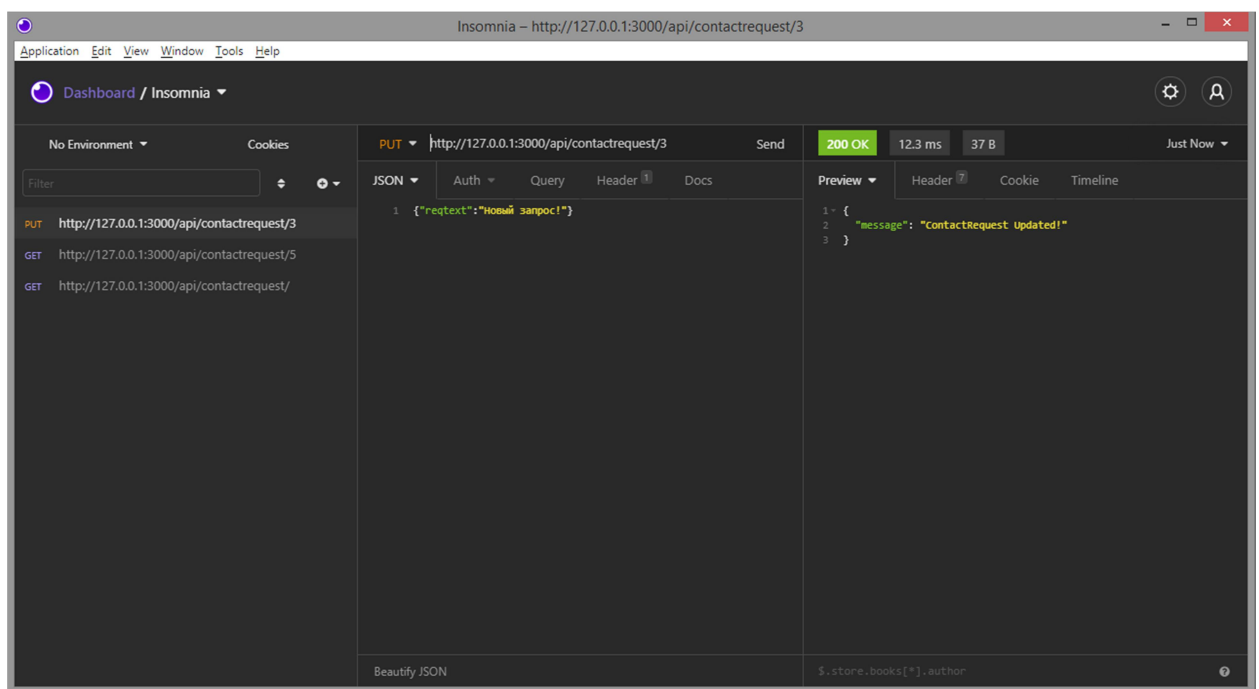 Insomnia – http://127.0.0.1:3000/api/contactrequest/3
Application Edit View Window Tools Help
Dashboard / Insomnia
No Environment Cookies
Filter
PUT http://127.0.0.1:3000/api/contactrequest/3
GET http://127.0.0.1:3000/api/contactrequest/5
GET http://127.0.0.1:3000/api/contactrequest/
PUT http://127.0.0.1:3000/api/contactrequest/3 Send
JSON Auth Query Header 1 Docs
1 {"reqtext":"Новый запрос!"}
Beautify JSON
200 OK 12.3 ms 37 B Just Now
Preview Header 7 Cookie Timeline
1 {
2 "message": "ContactRequest Updated!"
3 }
$.store.books[*].author